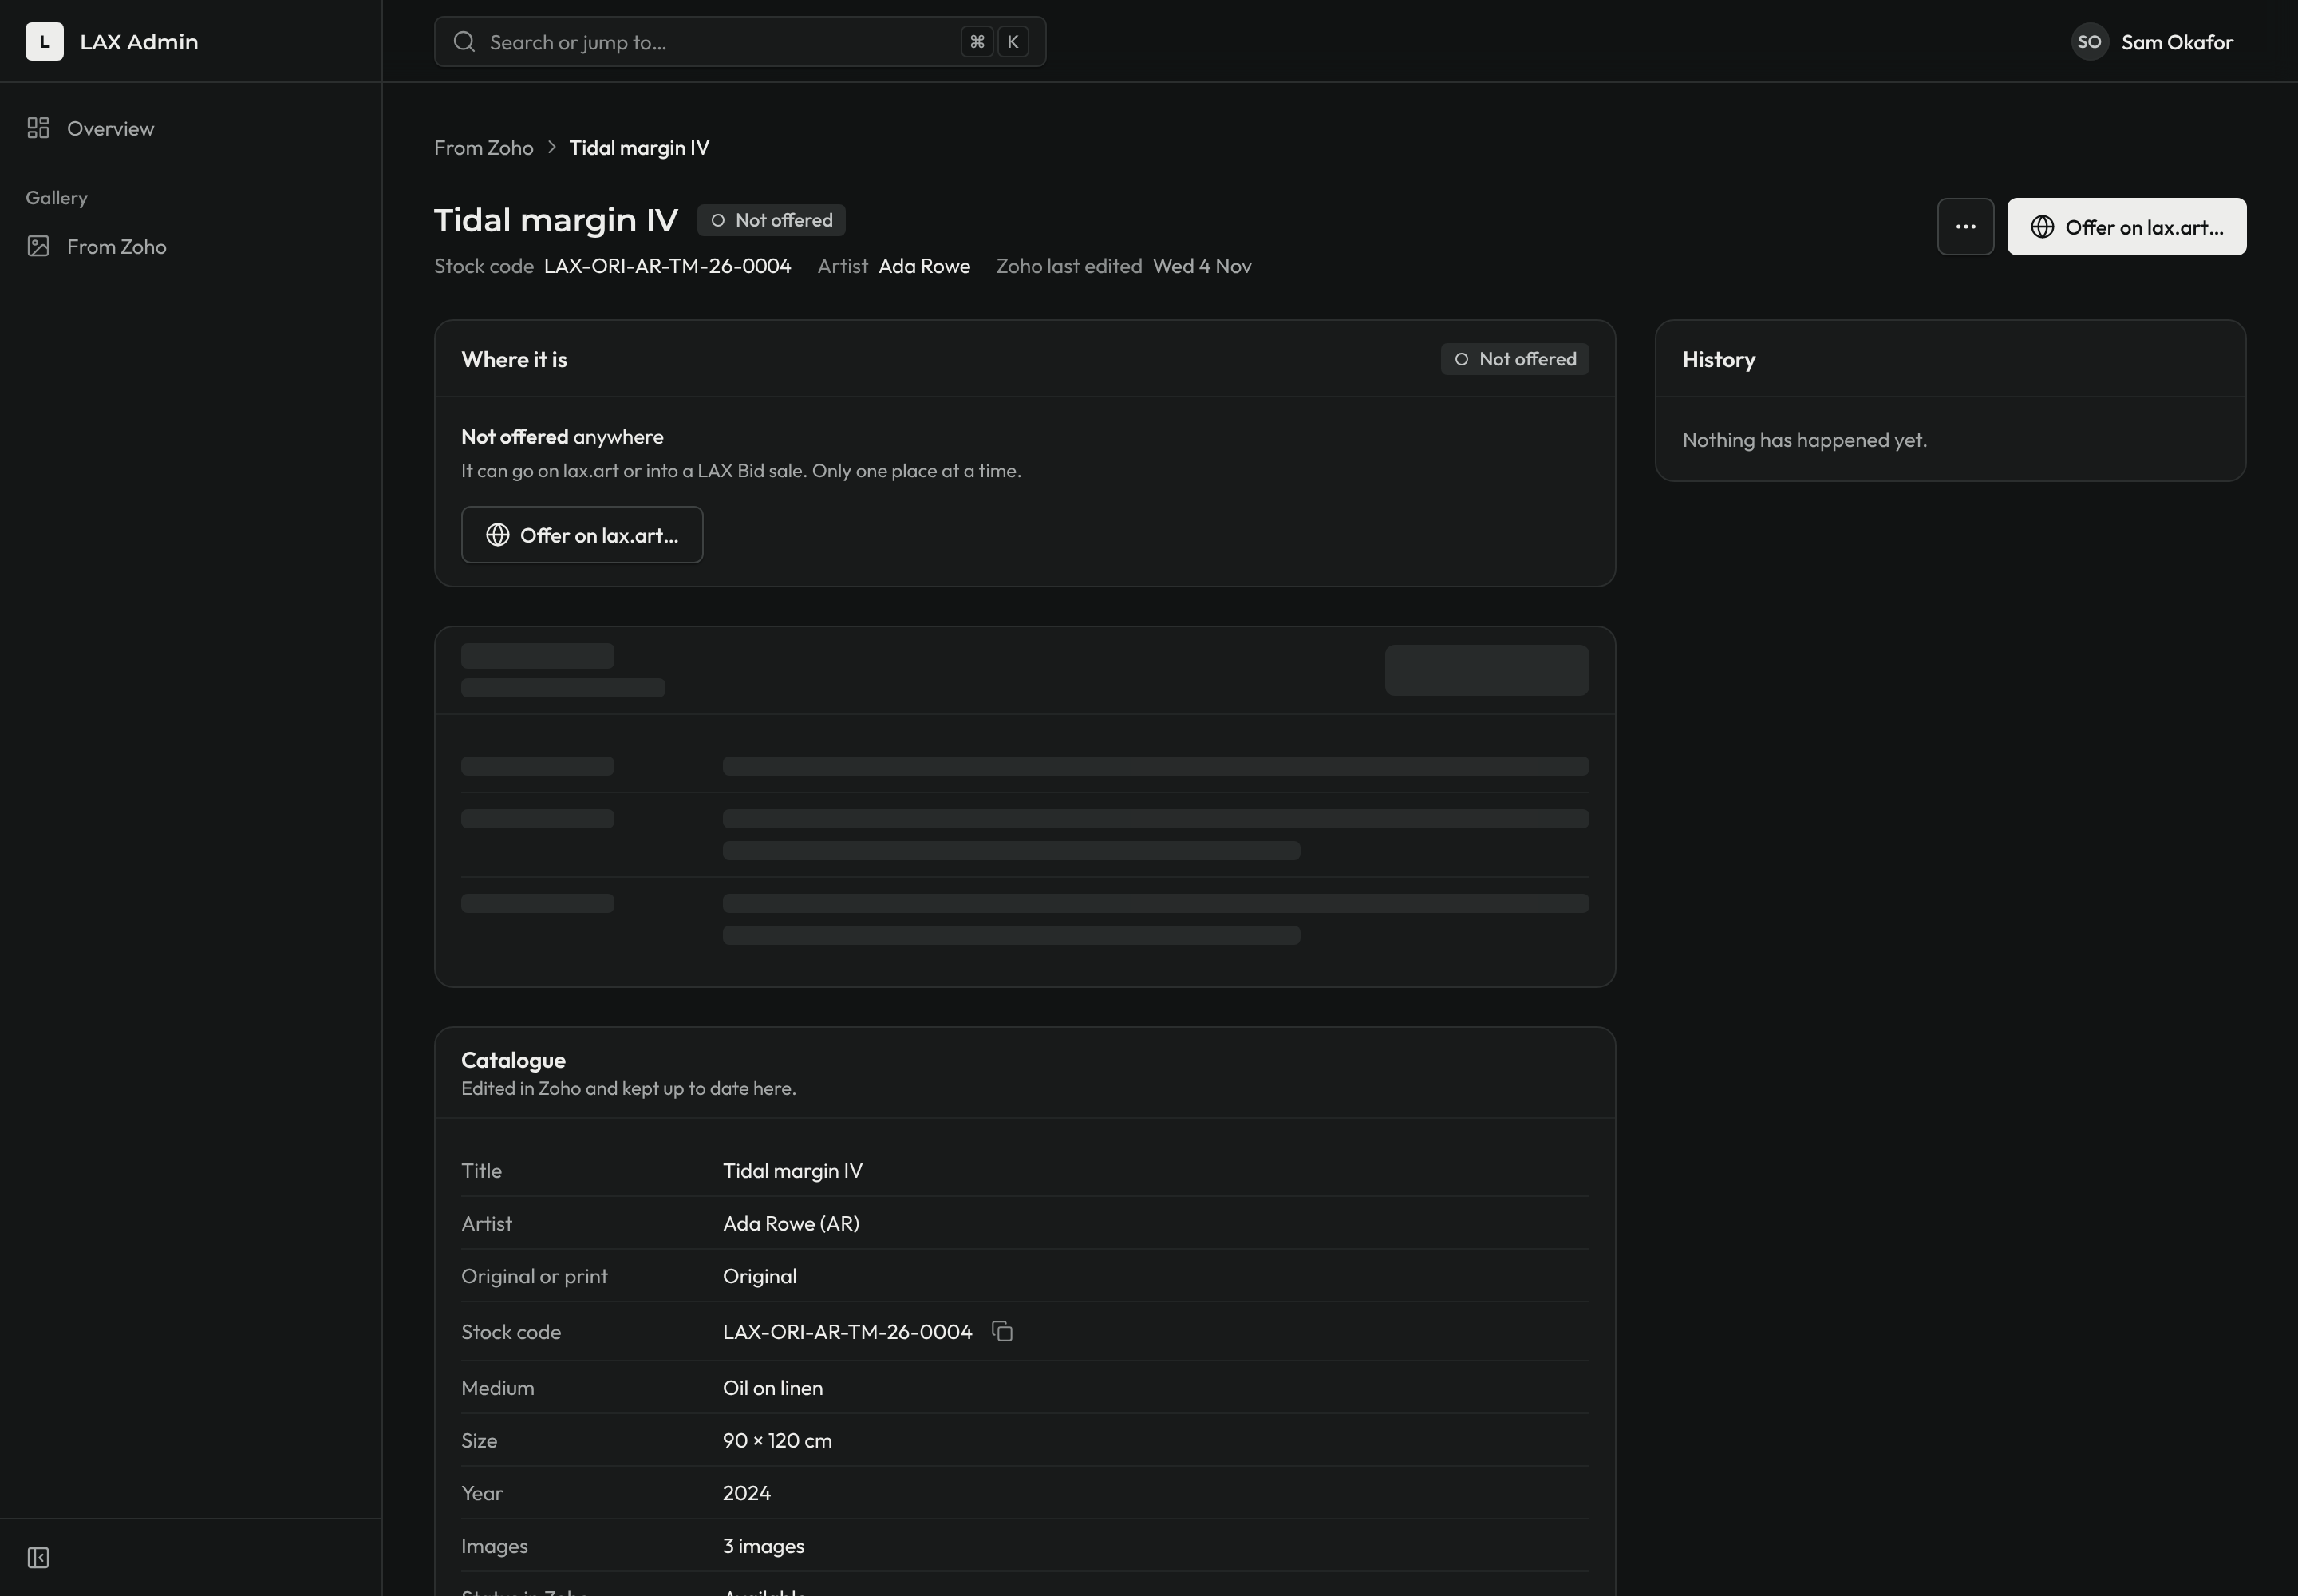 L LAX Admin
Search or jump to... ⌘ K
SO Sam Okafor
Overview
Gallery
From Zoho
From Zoho > Tidal margin IV
Tidal margin IV Not offered
Offer on lax.art...
Stock code LAX-ORI-AR-TM-26-0004 Artist Ada Rowe Zoho last edited Wed 4 Nov
Where it is Not offered
Not offered anywhere
It can go on lax.art or into a LAX Bid sale. Only one place at a time.
Offer on lax.art...
History
Nothing has happened yet.
Catalogue
Edited in Zoho and kept up to date here.
Title Tidal margin IV
Artist Ada Rowe (AR)
Original or print Original
Stock code LAX-ORI-AR-TM-26-0004
Medium Oil on linen
Size 90 × 120 cm
Year 2024
Images 3 images